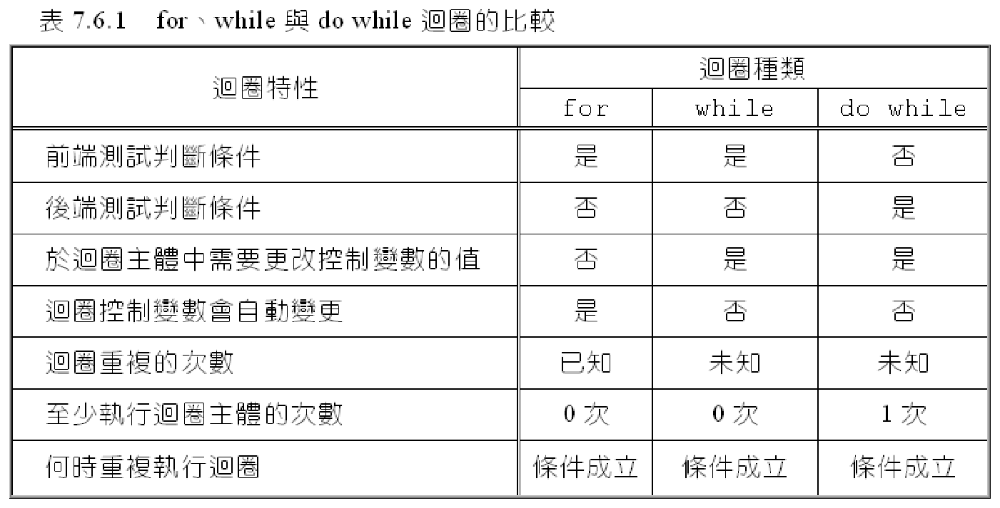 表 7.6.1 for、while 與 do while 迴圈的比較
迴圈特性
迴圈種類
for while do while
前端測試判斷條件 是 是 否
後端測試判斷條件 否 否 是
於迴圈主體中需要更改控制變數的值 否 是 是
迴圈控制變數會自動變更 是 否 否
迴圈重複的次數 已知 未知 未知
至少執行迴圈主體的次數 0 次 0 次 1 次
何時重複執行迴圈 條件成立 條件成立 條件成立